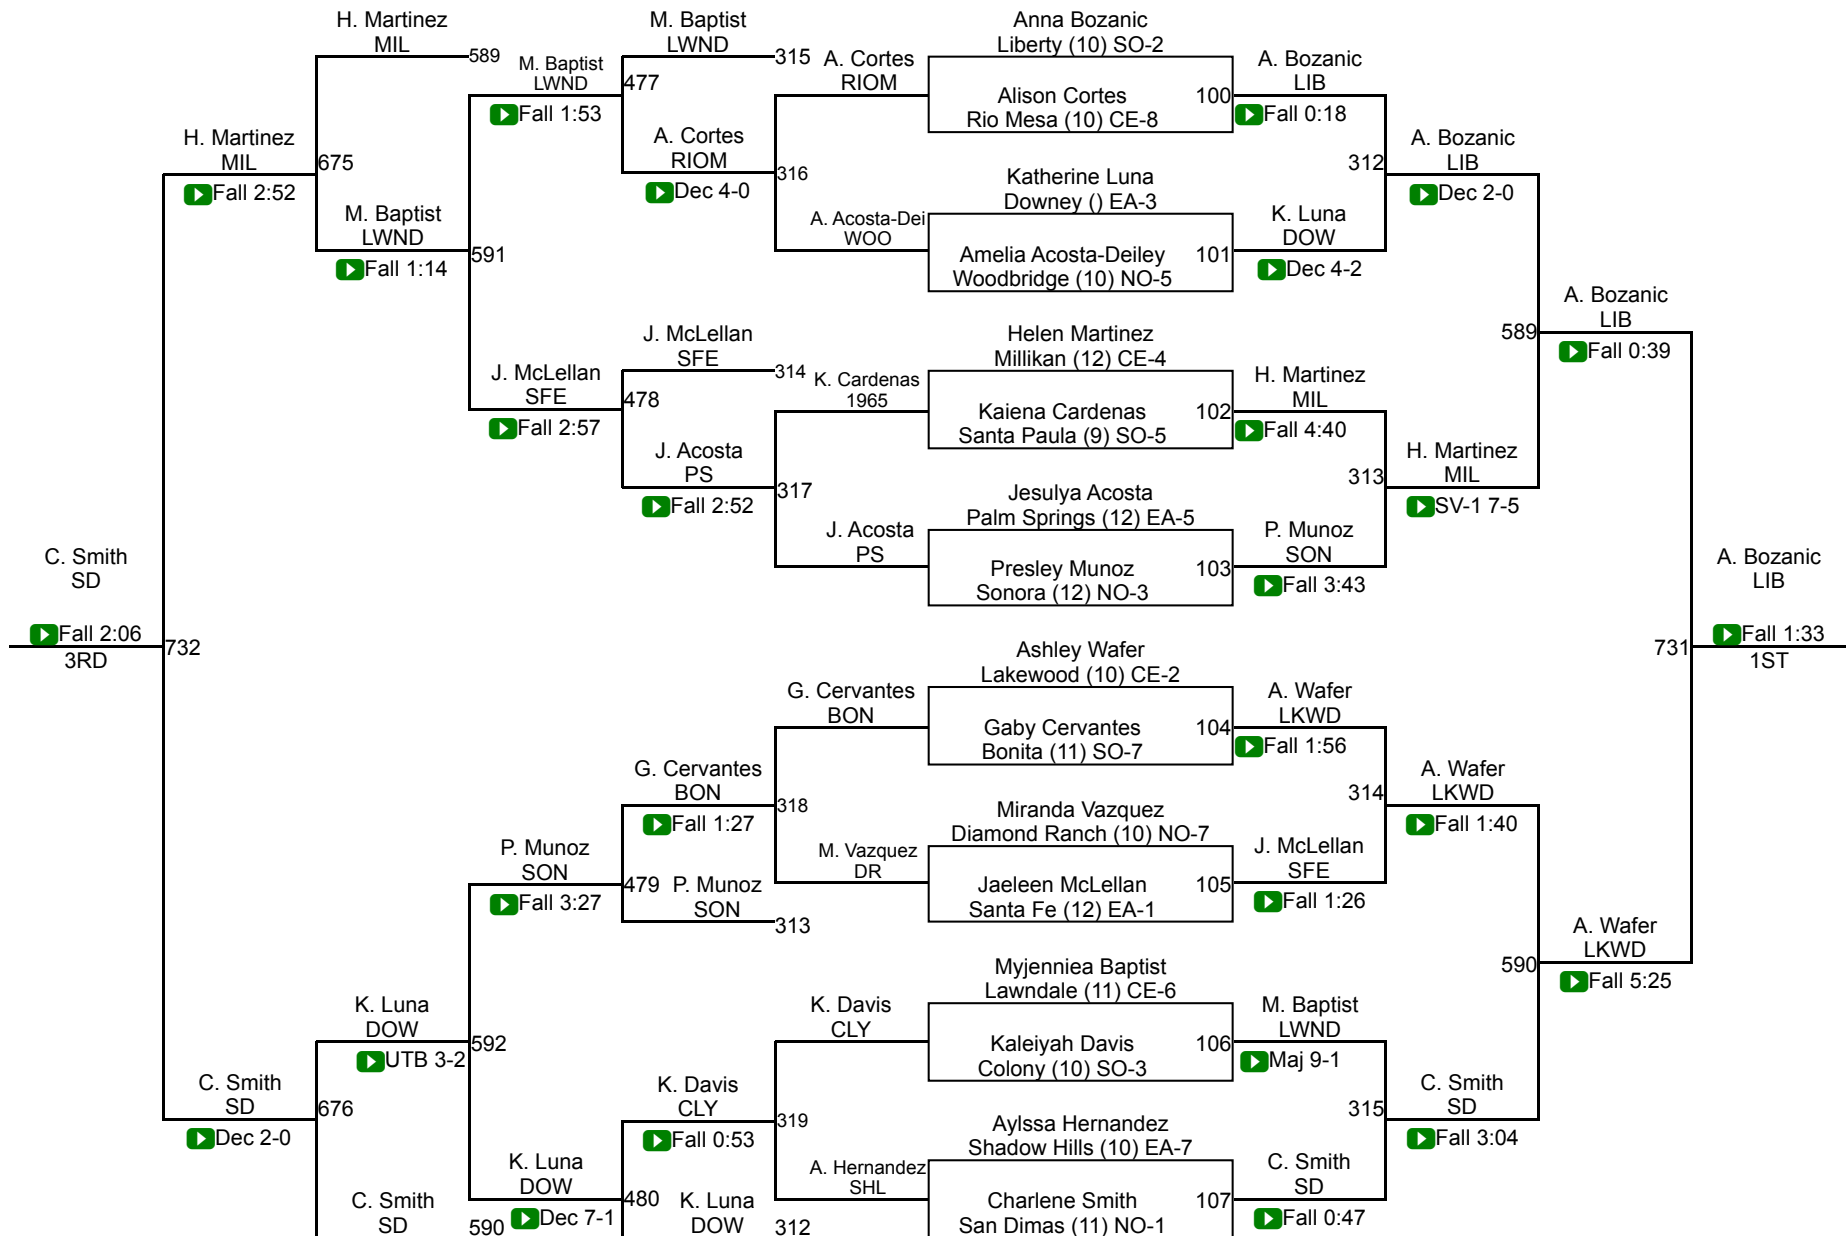 H. Martinez
MIL
589
M. Baptist
LWND
315
Anna Bozanic
Liberty (10) SO-2
M. Baptist
LWND
Fall 1:53
477
A. Cortes
RIOM
Alison Cortes
Rio Mesa (10) CE-8
100
A. Bozanic
LIB
Fall 0:18
H. Martinez
MIL
Fall 2:52
675
A. Cortes
RIOM
Dec 4-0
316
312
A. Bozanic
LIB
Dec 2-0
Katherine Luna
Downey () EA-3
M. Baptist
LWND
Fall 1:14
591
A. Acosta-Dei
WOO
Amelia Acosta-Deiley
Woodbridge (10) NO-5
101
K. Luna
DOW
Dec 4-2
A. Bozanic
LIB
589
Fall 0:39
J. McLellan
SFE
314
Helen Martinez
Millikan (12) CE-4
J. McLellan
SFE
Fall 2:57
478
K. Cardenas
1965
Kaiena Cardenas
Santa Paula (9) SO-5
102
H. Martinez
MIL
Fall 4:40
J. Acosta
PS
Fall 2:52
317
313
H. Martinez
MIL
SV-1 7-5
Jesulya Acosta
Palm Springs (12) EA-5
J. Acosta
PS
Presley Munoz
Sonora (12) NO-3
103
P. Munoz
SON
Fall 3:43
C. Smith
SD
Fall 2:06
3RD
732
A. Bozanic
LIB
731
Fall 1:33
1ST
Ashley Wafer
Lakewood (10) CE-2
G. Cervantes
BON
Gaby Cervantes
Bonita (11) SO-7
104
A. Wafer
LKWD
Fall 1:56
G. Cervantes
BON
Fall 1:27
318
314
A. Wafer
LKWD
Fall 1:40
Miranda Vazquez
Diamond Ranch (10) NO-7
P. Munoz
SON
Fall 3:27
479
P. Munoz
SON
313
M. Vazquez
DR
Jaeleen McLellan
Santa Fe (12) EA-1
105
J. McLellan
SFE
Fall 1:26
A. Wafer
LKWD
590
Fall 5:25
Myjenniea Baptist
Lawndale (11) CE-6
K. Luna
DOW
UTB 3-2
592
K. Davis
CLY
Kaleiyah Davis
Colony (10) SO-3
106
M. Baptist
LWND
Maj 9-1
C. Smith
SD
Dec 2-0
676
K. Davis
CLY
Fall 0:53
319
315
C. Smith
SD
Fall 3:04
Aylssa Hernandez
Shadow Hills (10) EA-7
C. Smith
SD
590
K. Luna
DOW
Dec 7-1
480
K. Luna
DOW
312
A. Hernandez
SHL
Charlene Smith
San Dimas (11) NO-1
107
C. Smith
SD
Fall 0:47